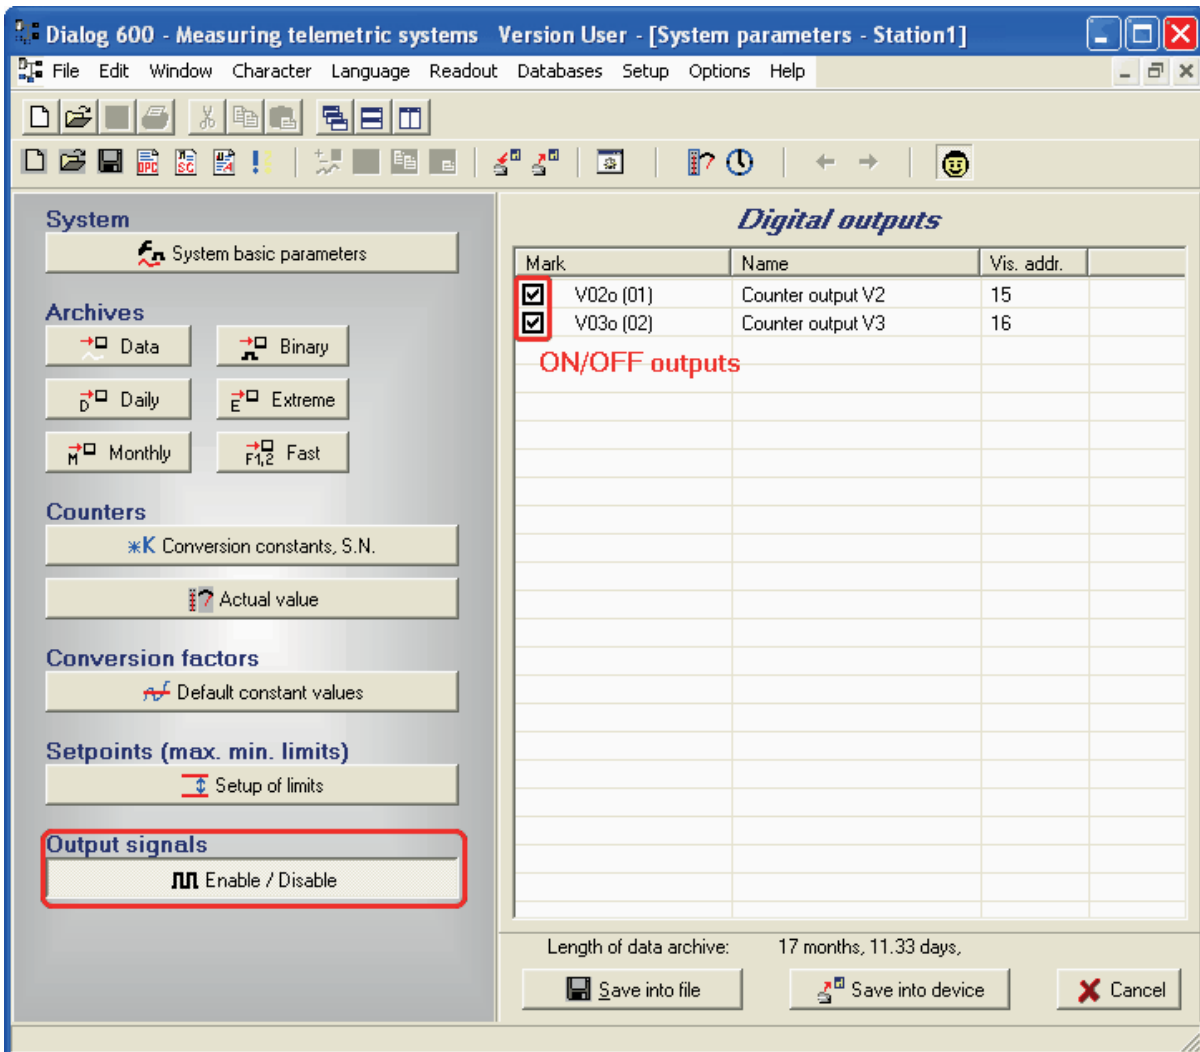 Dialog 600 - Measuring telemetric systems Version User - [System parameters - Station1]
File Edit Window Character Language Readout Databases Setup Options Help
System
System basic parameters
Archives
Data
Binary
Daily
Extreme
Monthly
Fast
Counters
Conversion constants, S.N.
Actual value
Conversion factors
Default constant values
Setpoints (max. min. limits)
Setup of limits
Output signals
Enable / Disable
Digital outputs
Mark Name Vis. addr.
V02o (01) Counter output V2 15
V03o (02) Counter output V3 16
ON/OFF outputs
Length of data archive: 17 months, 11.33 days,
Save into file
Save into device
Cancel